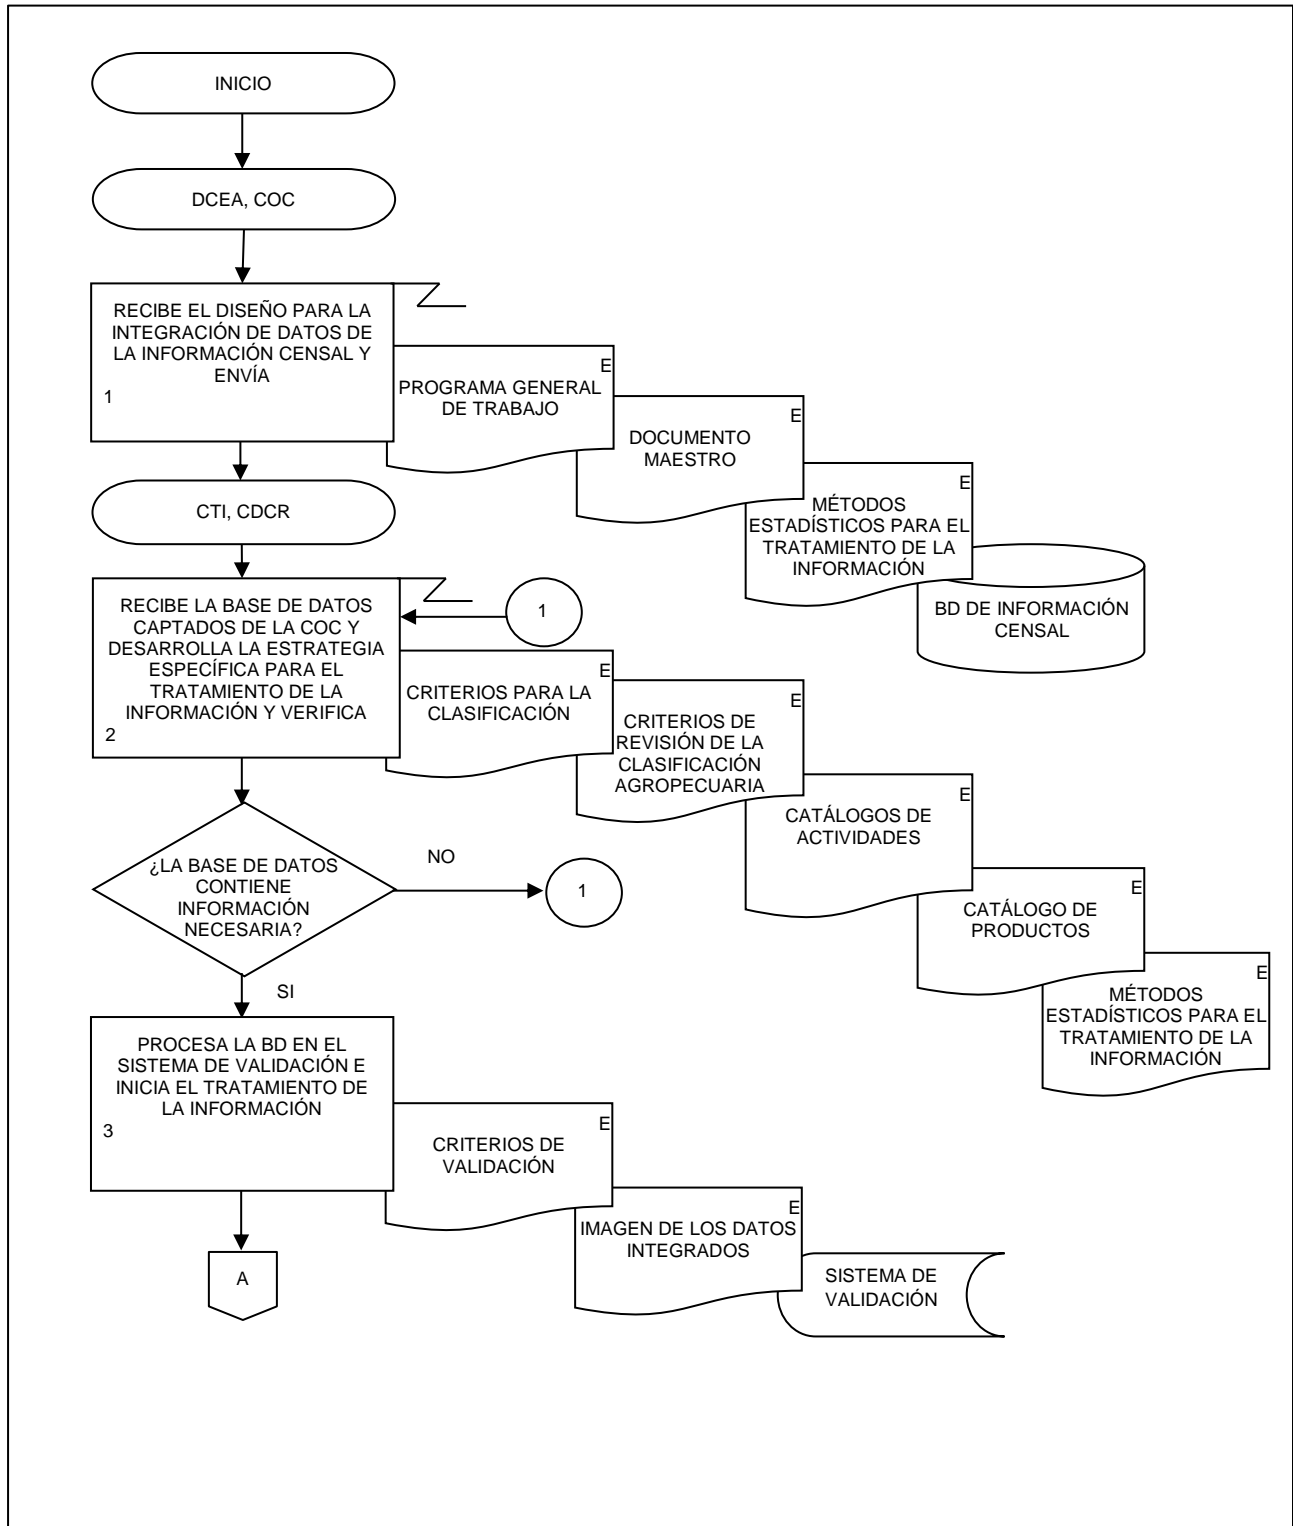 INICIO
DCEA, COC
RECIBE EL DISEÑO PARA LA
INTEGRACIÓN DE DATOS DE
LA INFORMACIÓN CENSAL Y
ENVÍA
1
E
PROGRAMA GENERAL
DE TRABAJO
E
DOCUMENTO
MAESTRO
E
MÉTODOS
ESTADÍSTICOS PARA EL
TRATAMIENTO DE LA
INFORMACIÓN
BD DE INFORMACIÓN
CENSAL
CTI, CDCR
RECIBE LA BASE DE DATOS
CAPTADOS DE LA COC Y
DESARROLLA LA ESTRATEGIA
ESPECÍFICA PARA EL
TRATAMIENTO DE LA
INFORMACIÓN Y VERIFICA
2
1
E
CRITERIOS PARA LA
CLASIFICACIÓN
E
CRITERIOS DE
REVISIÓN DE LA
CLASIFICACIÓN
AGROPECUARIA
E
CATÁLOGOS DE
ACTIVIDADES
E
CATÁLOGO DE
PRODUCTOS
E
MÉTODOS
ESTADÍSTICOS PARA EL
TRATAMIENTO DE LA
INFORMACIÓN
¿LA BASE DE DATOS
CONTIENE
INFORMACIÓN
NECESARIA?
NO
1
SI
PROCESA LA BD EN EL
SISTEMA DE VALIDACIÓN E
INICIA EL TRATAMIENTO DE
LA INFORMACIÓN
3
E
CRITERIOS DE
VALIDACIÓN
E
IMAGEN DE LOS DATOS
INTEGRADOS
SISTEMA DE
VALIDACIÓN
A